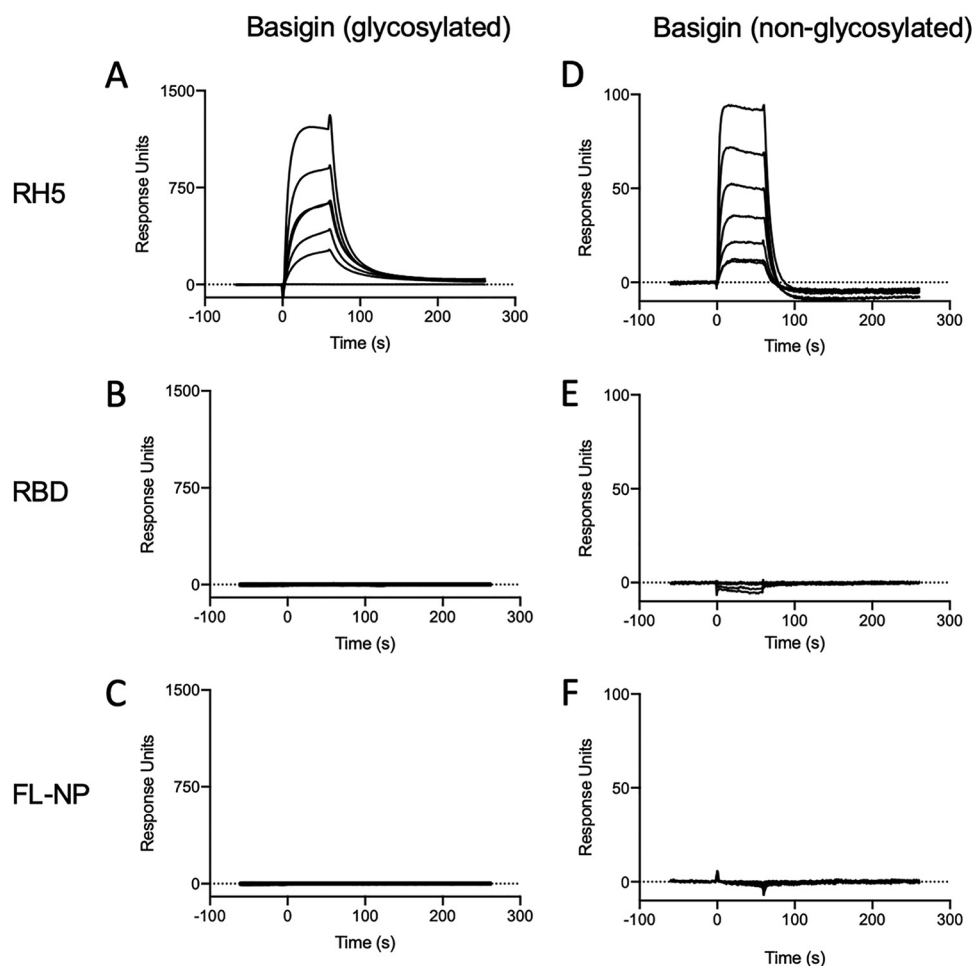 Basigin (glycosylated)
Basigin (non-glycosylated)
RH5
A
1500
750
0
Response Units
-100
0
100
200
300
Time (s)
D
100
50
0
Response Units
-100
0
100
200
300
Time (s)
RBD
B
1500
750
0
Response Units
-100
0
100
200
300
Time (s)
E
100
50
0
Response Units
-100
0
100
200
300
Time (s)
FL-NP
C
1500
750
0
Response Units
-100
0
100
200
300
Time (s)
F
100
50
0
Response Units
-100
0
100
200
300
Time (s)